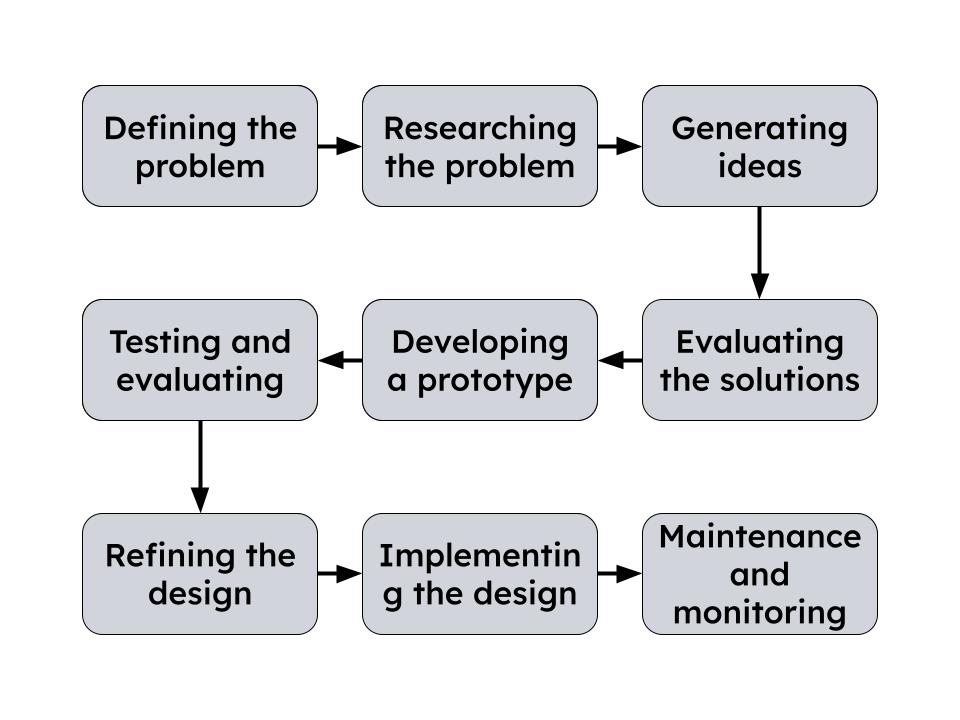 Defining the
problem
Researching
the problem
Generating
ideas
Testing and
evaluating
Developing
a prototype
Evaluating
the solutions
Refining the
design
Implementin
g the design
Maintenance
and
monitoring